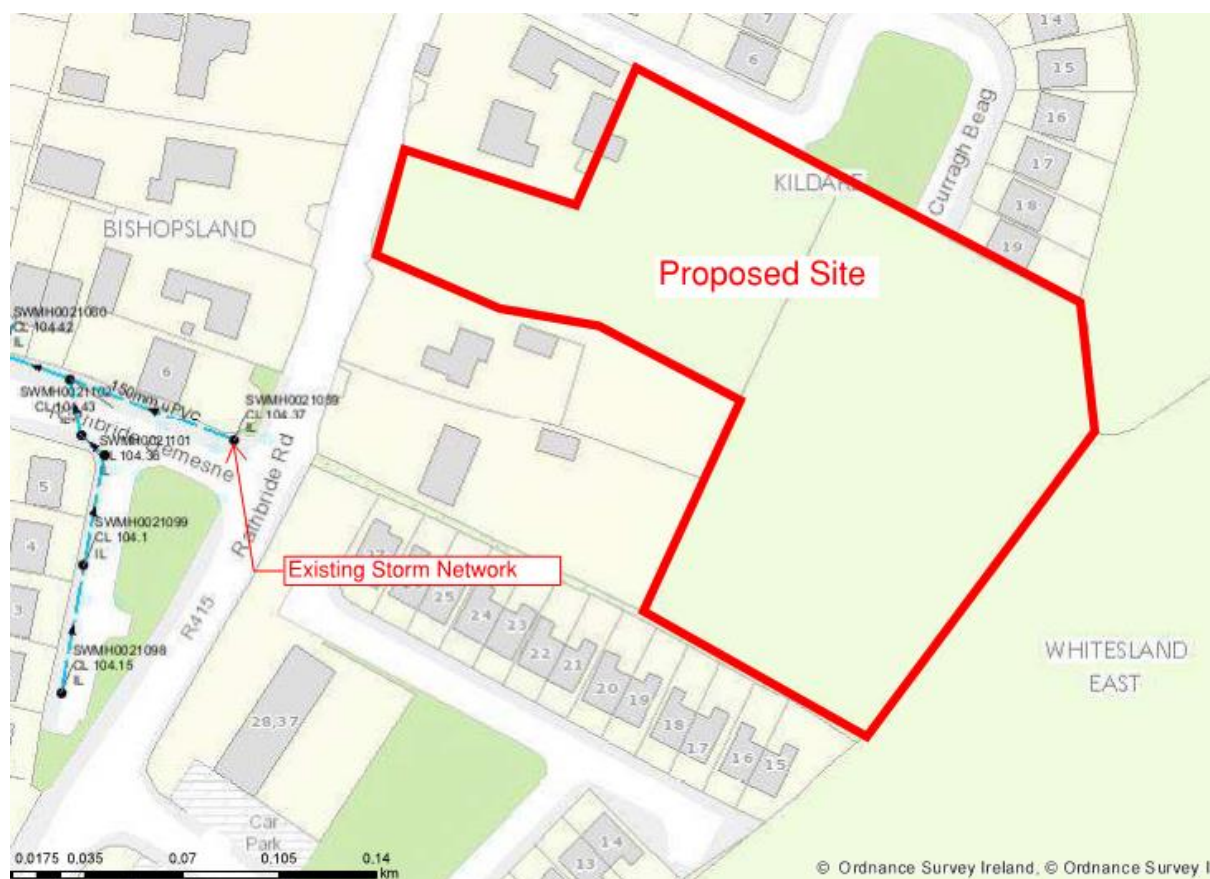 7
6
14
15
16
17
18
19
Curragh Beag
KILDARE
BISHOPSLAND
Proposed Site
SWMH0021080
CL 104.42
IL
6
150mm uPVC
SWMH0021102
CL 104.43
SWMH0021089
CL 104.37
IL
SWMH0021101
IL 104.36
Demesne
Rathbride Rd
5
SWMH0021099
CL 104.1
IL
4
Existing Storm Network
3
R415
SWMH0021098
CL 104.15
IL
25
24
23
22
21
20
19
18
17
16
15
WHITESLAND
EAST
28,37
Car
Park
14
13
0.0175 0.035 0.07 0.105 0.14
km
© Ordnance Survey Ireland, © Ordnance Survey I